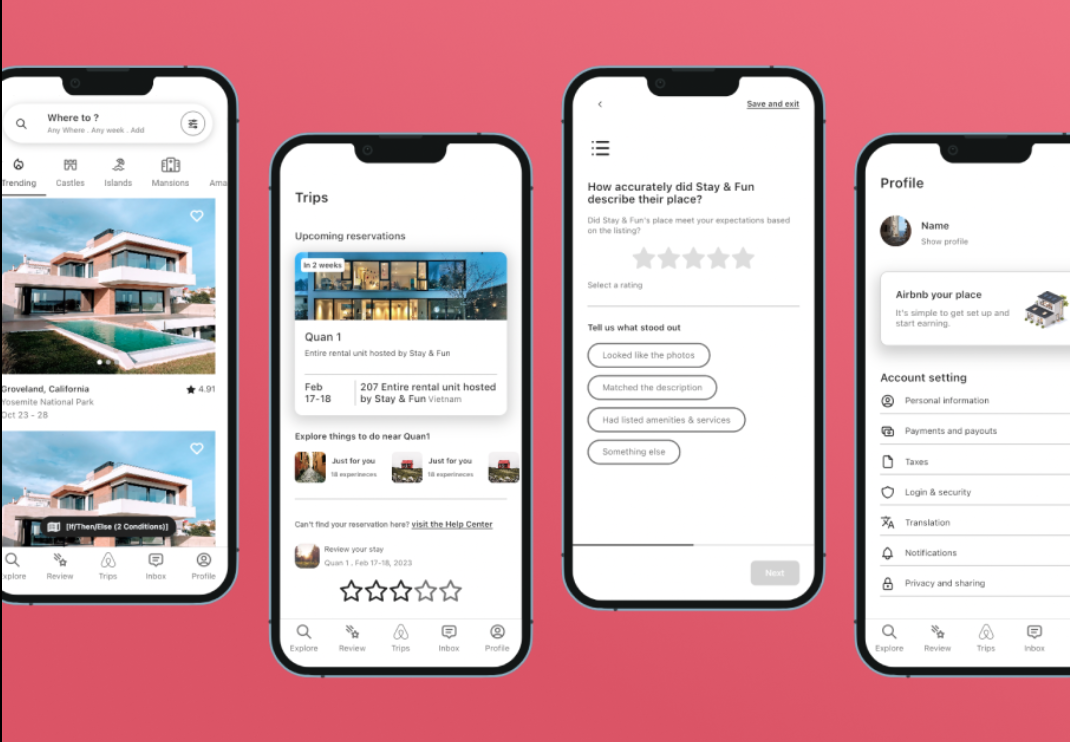 Where to ?
Any Where . Any week . Add
Trending
Castles
Islands
Mansions
Ama
Groveland, California
4.91
Yosemite National Park
Oct 23 - 28
[If/Then/Else (2 Conditions)]
Explore
Review
Trips
Inbox
Profile
Trips
Upcoming reservations
In 2 weeks
Quan 1
Entire rental unit hosted by Stay & Fun
Feb
17-18
207 Entire rental unit hosted
by Stay & Fun Vietnam
Explore things to do near Quan1
Just for you
18 experineces
Just for you
18 experineces
Can't find your reservation here? visit the Help Center
Review your stay
Quan 1 . Feb 17-18, 2023
Explore
Review
Trips
Inbox
Profile
Save and exit
How accurately did Stay & Fun
describe their place?
Did Stay & Fun's place meet your expectations based
on the listing?
Select a rating
Tell us what stood out
Looked like the photos
Matched the description
Had listed amenities & services
Something else
Next
Profile
Name
Show profile
Airbnb your place
It's simple to get set up and
start earning.
Account setting
Personal information
Payments and payouts
Taxes
Login & security
Translation
Notifications
Privacy and sharing
Explore
Review
Trips
Inbox